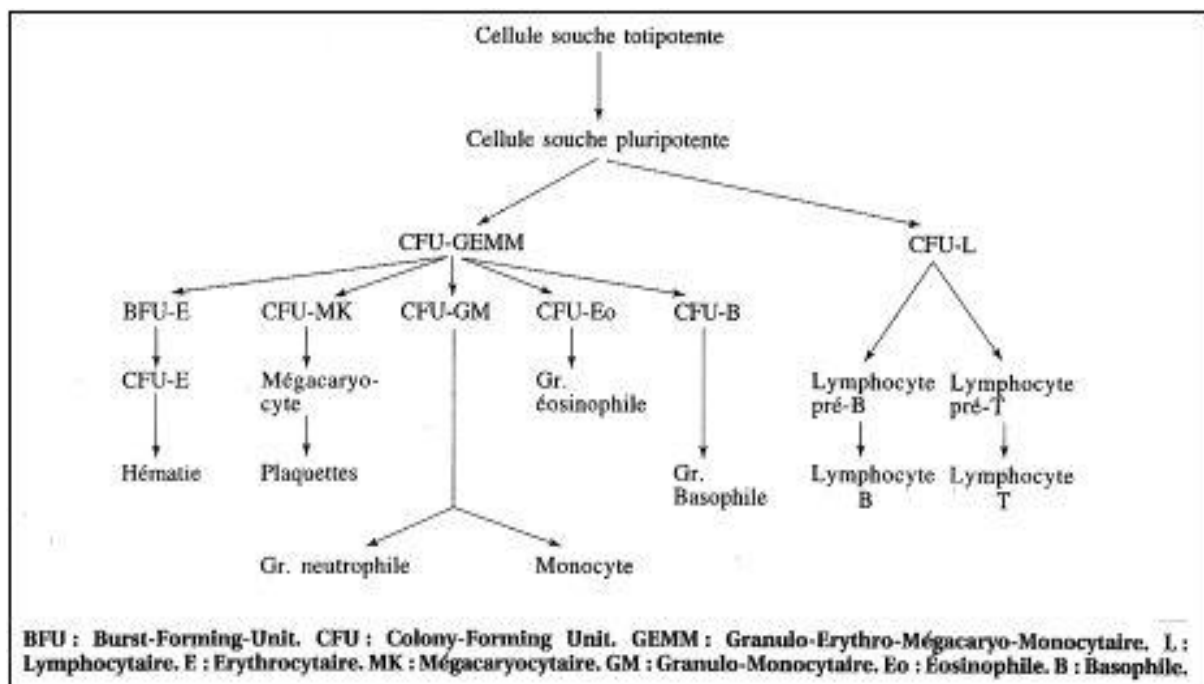 Cellule souche totipotente
Cellule souche pluripotente
CFU-GEMM
CFU-L
BFU-E CFU-MK CFU-GM CFU-Eo CFU-B
CFU-E Mégacaryo- Gr. Lymphocyte Lymphocyte
cyte éosinophile pré-B pré-T
Hématie Plaquettes Gr. Lymphocyte Lymphocyte
Basophile B T
Gr. neutrophile Monocyte
BFU : Burst-Forming-Unit. CFU : Colony-Forming Unit. GEMM : Granulo-Erythro-Mégacaryo-Monocytaire. L :
Lymphocytaire. E : Erythrocytaire. MK : Mégacaryocytaire. GM : Granulo-Monocytaire. Eo : Eosinophile. B : Basophile.